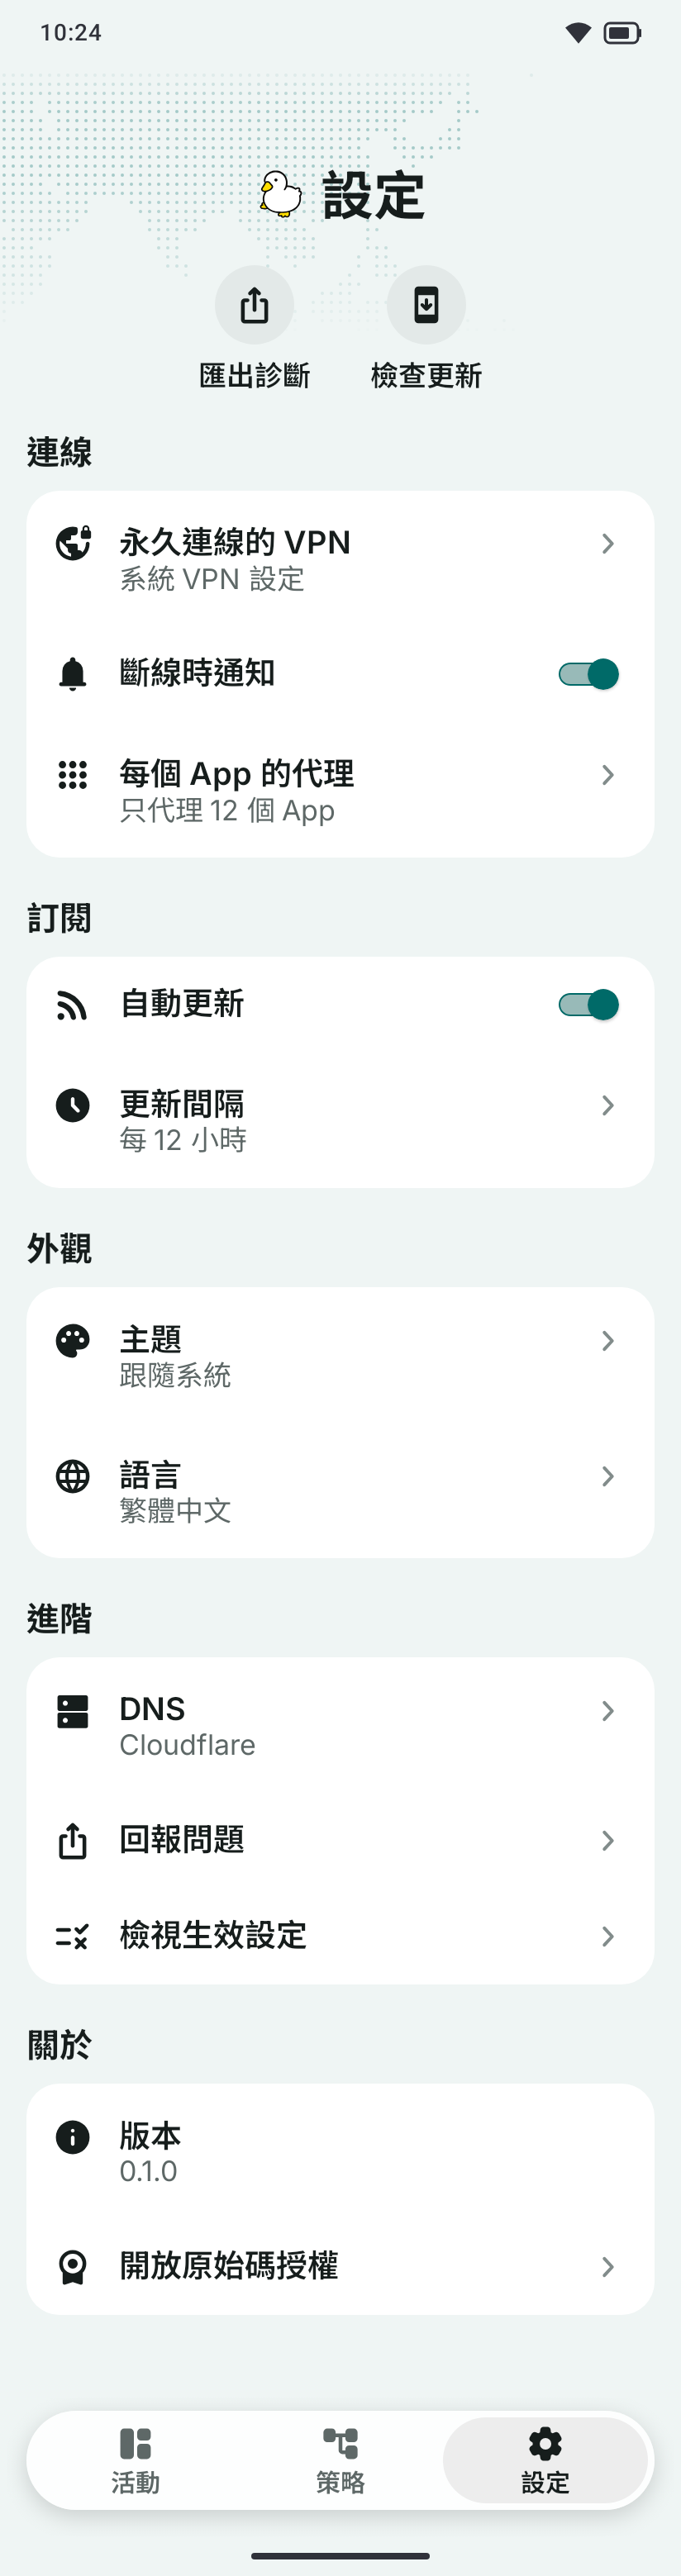 10:24
設定
匯出診斷
檢查更新
連線
永久連線的 VPN
系統 VPN 設定
斷線時通知
每個 App 的代理
只代理 12 個 App
訂閱
自動更新
更新間隔
每 12 小時
外觀
主題
跟隨系統
語言
繁體中文
進階
DNS
Cloudflare
回報問題
檢視生效設定
關於
版本
0.1.0
開放原始碼授權
活動
策略
設定